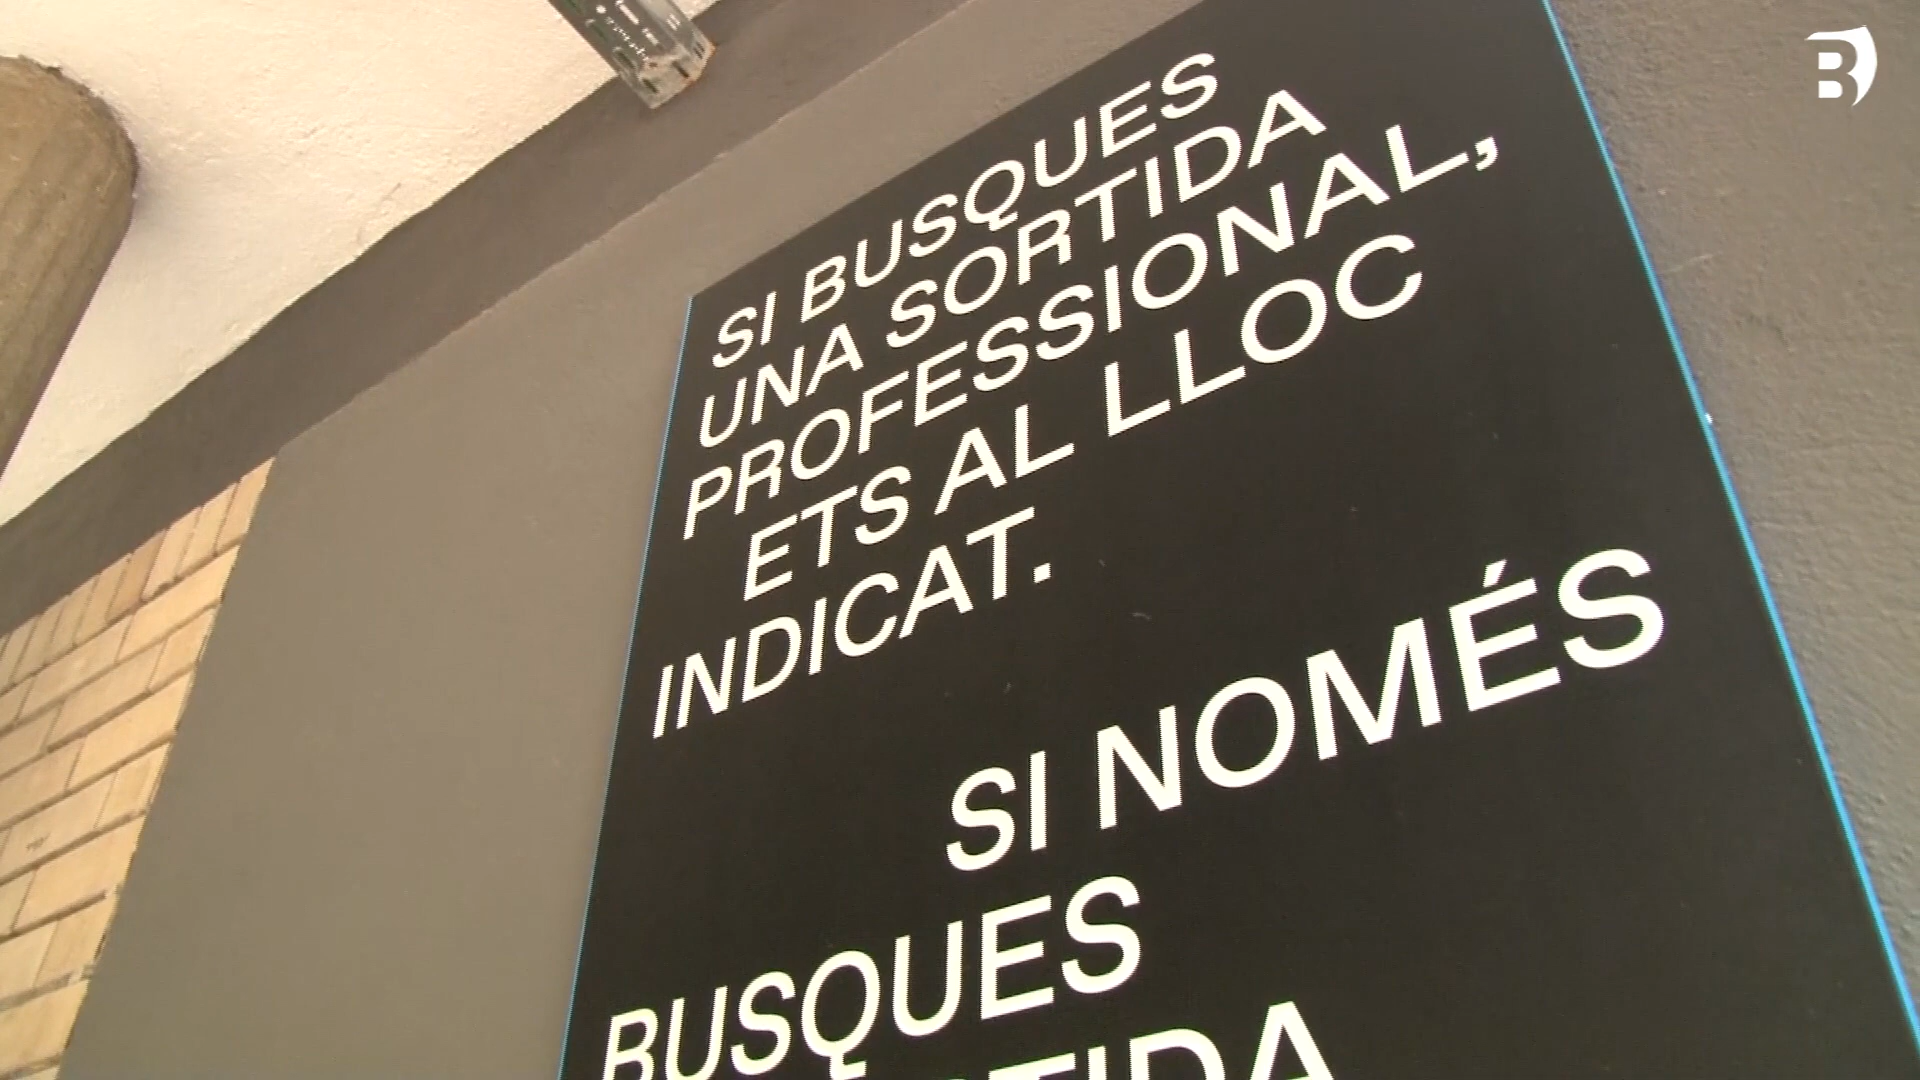 B
SI BUSQUES
UNA SORTIDA
PROFESSIONAL,
ETS AL LLOC
INDICAT.
SI NOMÉS
BUSQUES